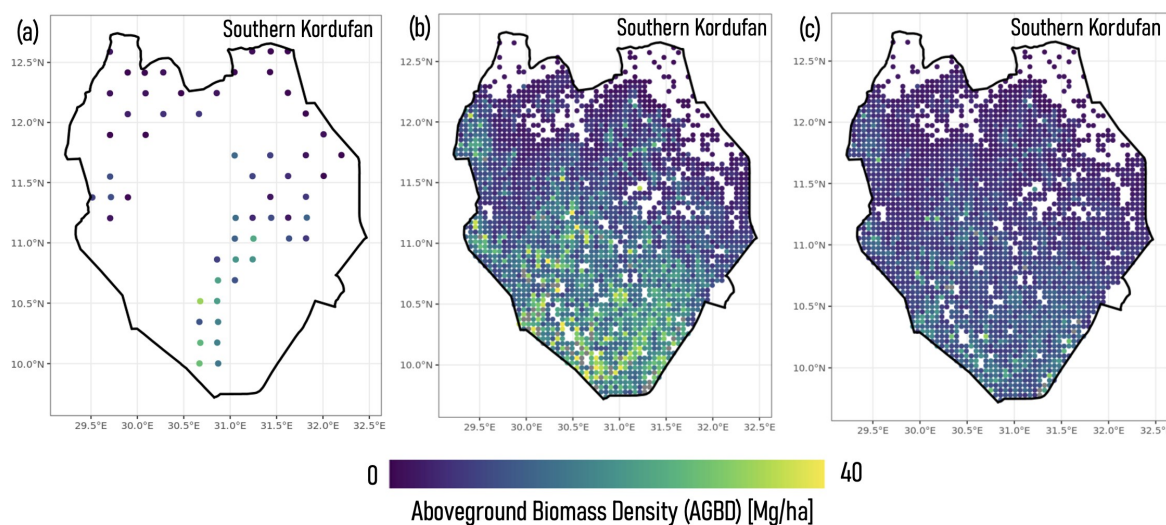 (a)
Southern Kordufan
12.5°N
12.0°N
11.5°N
11.0°N
10.5°N
10.0°N
29.5°E 30.0°E 30.5°E 31.0°E 31.5°E 32.0°E 32.5°E
(b)
Southern Kordufan
12.5°N
12.0°N
11.5°N
11.0°N
10.5°N
10.0°N
29.5°E 30.0°E 30.5°E 31.0°E 31.5°E 32.0°E 32.5°E
(c)
Southern Kordufan
12.5°N
12.0°N
11.5°N
11.0°N
10.5°N
10.0°N
29.5°E 30.0°E 30.5°E 31.0°E 31.5°E 32.0°E 32.5°E
0 40
Aboveground Biomass Density (AGBD) [Mg/ha]